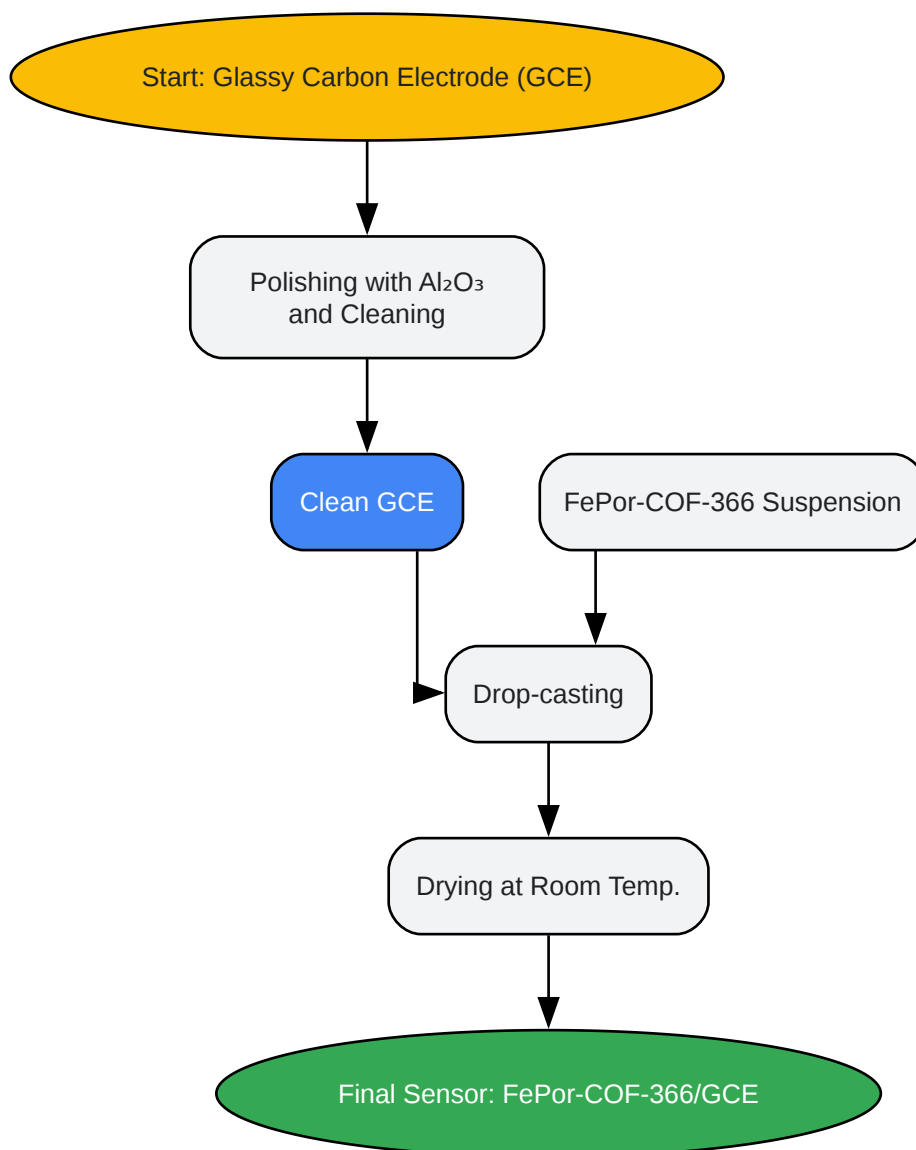 Start: Glassy Carbon Electrode (GCE)
Polishing with Al₂O₃
and Cleaning
Clean GCE
FePor-COF-366 Suspension
Drop-casting
Drying at Room Temp.
Final Sensor: FePor-COF-366/GCE